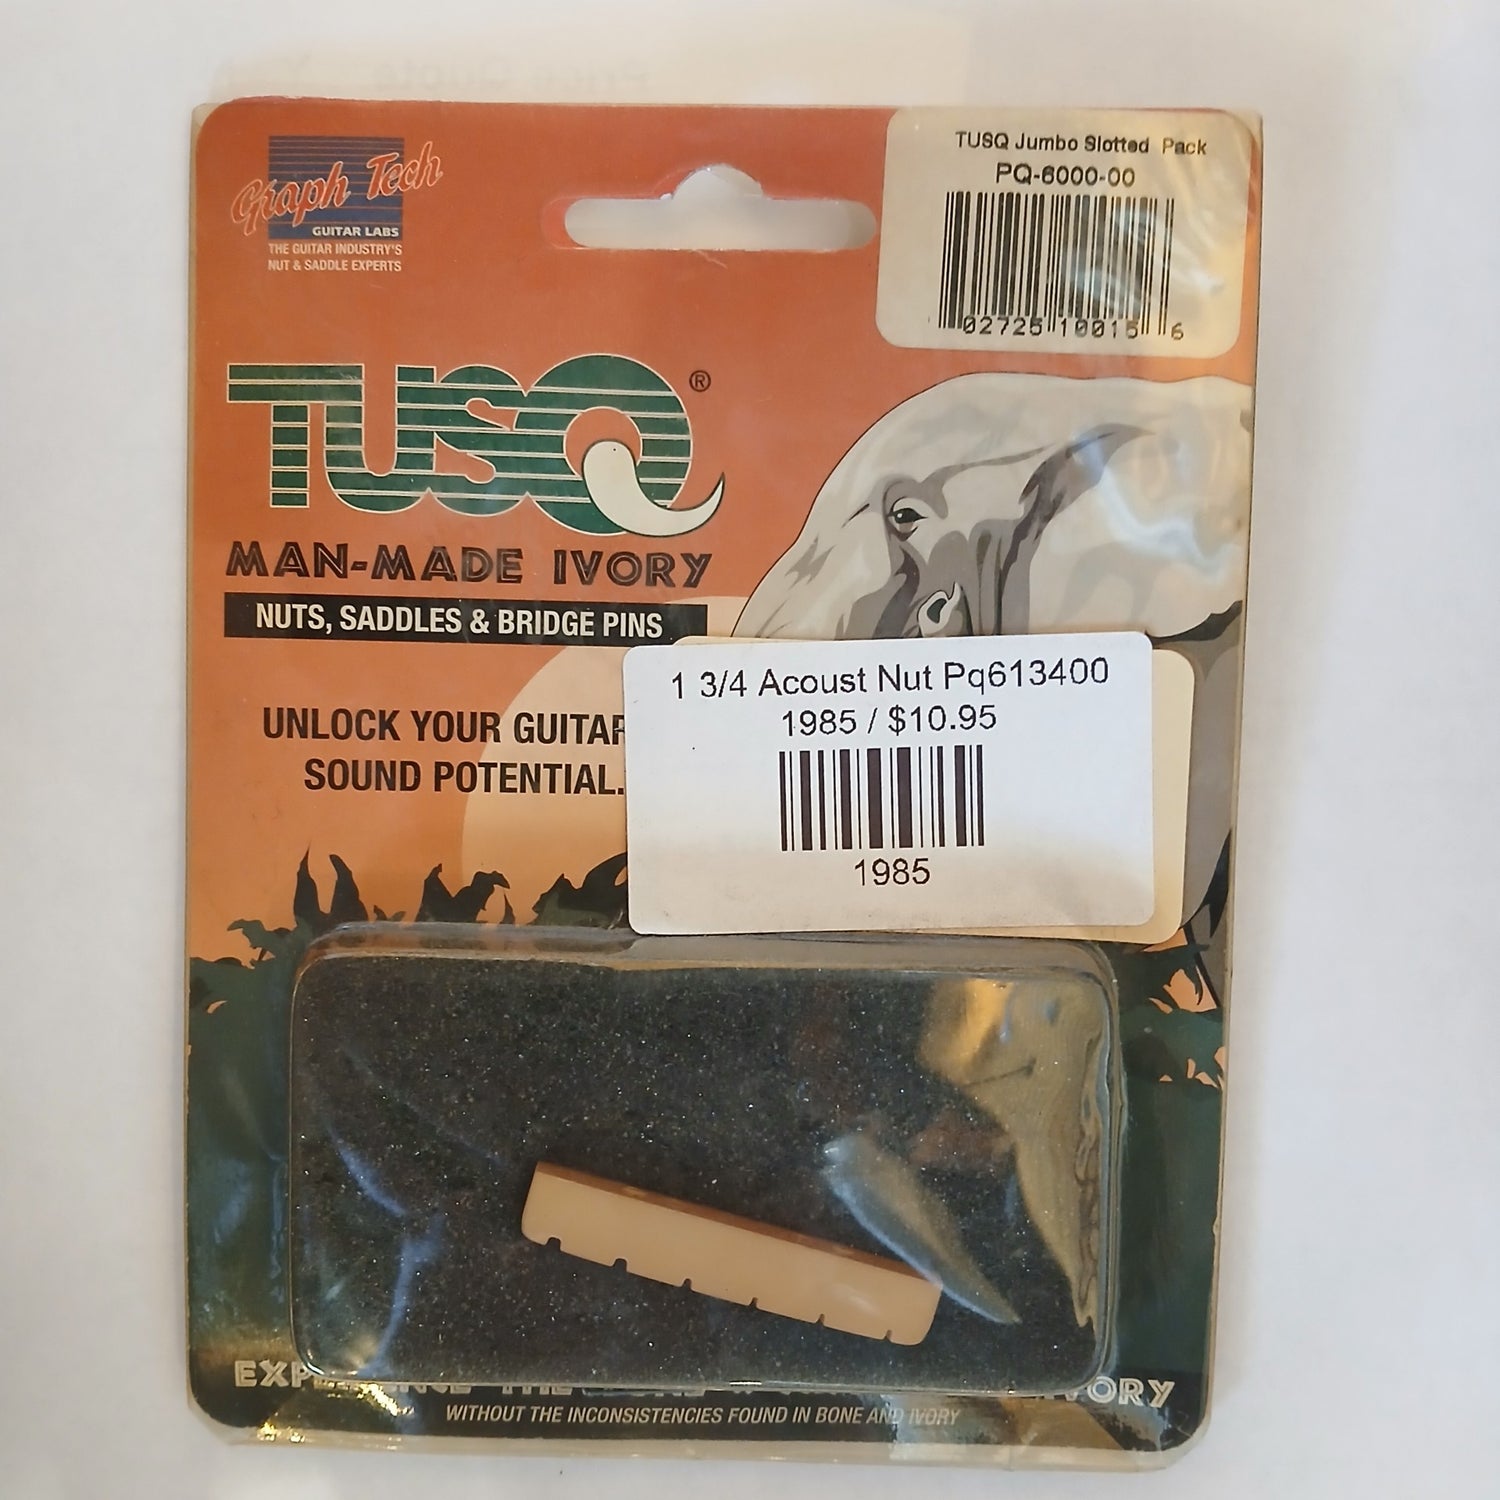 Graph Tech
GUITAR LABS
THE GUITAR INDUSTRY'S
NUT & SADDLE EXPERTS
TUSQ Jumbo Slotted Pack
PQ-6000-00
02725 10015 6
TUSQ®
MAN-MADE IVORY
NUTS, SADDLES & BRIDGE PINS
UNLOCK YOUR GUITAR
SOUND POTENTIAL.
1 3/4 Acoust Nut Pq613400
1985 / $10.95
1985
THE IVORY
WITHOUT THE INCONSISTENCIES FOUND IN BONE AND IVORY